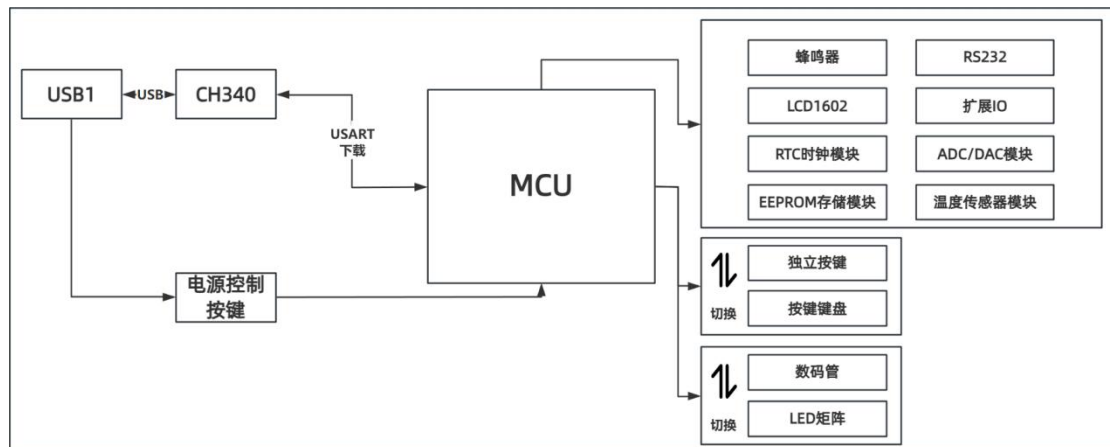 USB1
USB
CH340
USART
下载
MCU
电源控制
按键
蜂鸣器
RS232
LCD1602
扩展IO
RTC时钟模块
ADC/DAC模块
EEPROM存储模块
温度传感器模块
切换
独立按键
按键键盘
切换
数码管
LED矩阵